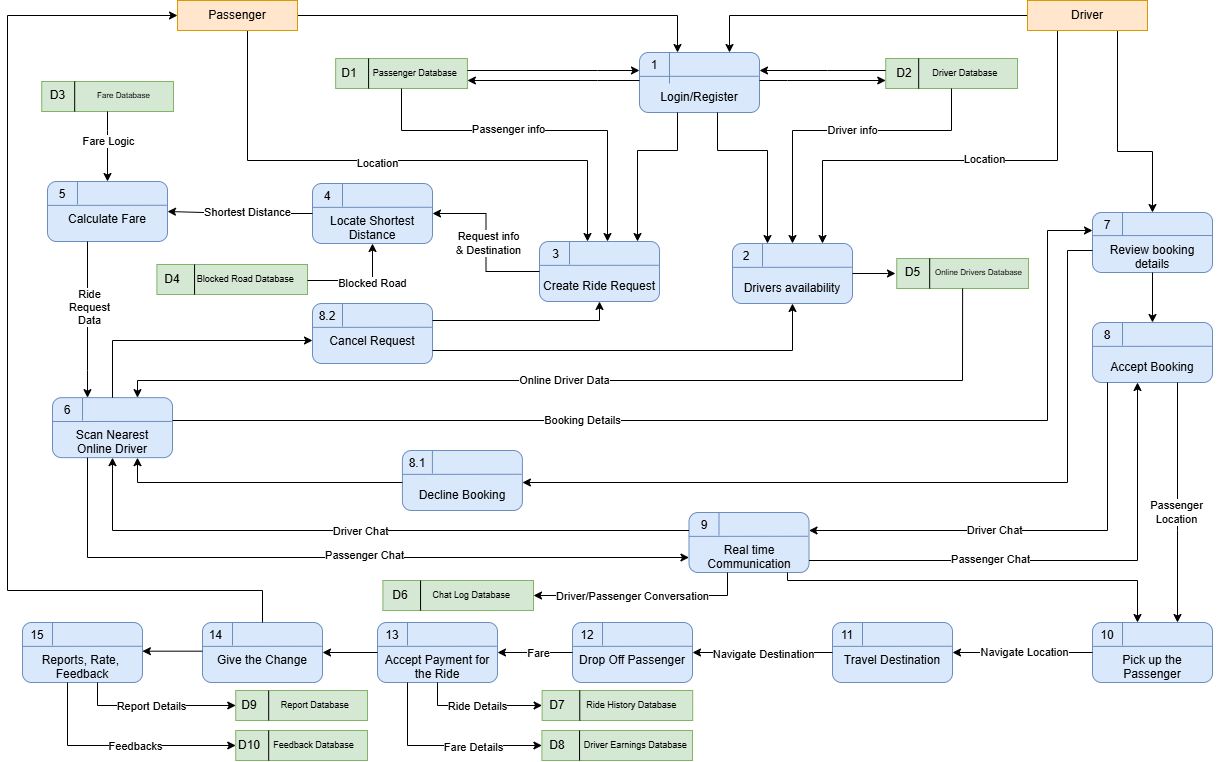 Passenger
Driver
D1
Passenger Database
1
Login/Register
D2
Driver Database
D3
Fare Database
Fare Logic
Passenger info
Driver info
Location
Location
5
Calculate Fare
Shortest Distance
4
Locate Shortest
Distance
Request info
& Destination
3
Create Ride Request
2
Drivers availability
D5
Online Drivers Database
7
Review booking
details
D4
Blocked Road Database
Blocked Road
Ride
Request
Data
8.2
Cancel Request
8
Accept Booking
Online Driver Data
6
Scan Nearest
Online Driver
Booking Details
8.1
Decline Booking
Passenger
Location
Driver Chat
Passenger Chat
9
Real time
Communication
Driver Chat
Passenger Chat
D6
Chat Log Database
Driver/Passenger Conversation
15
Reports, Rate,
Feedback
14
Give the Change
13
Accept Payment for
the Ride
Fare
12
Drop Off Passenger
Navigate Destination
11
Travel Destination
Navigate Location
10
Pick up the
Passenger
Report Details
D9
Report Database
Ride Details
D7
Ride History Database
Feedbacks
D10
Feedback Database
Fare Details
D8
Driver Earnings Database